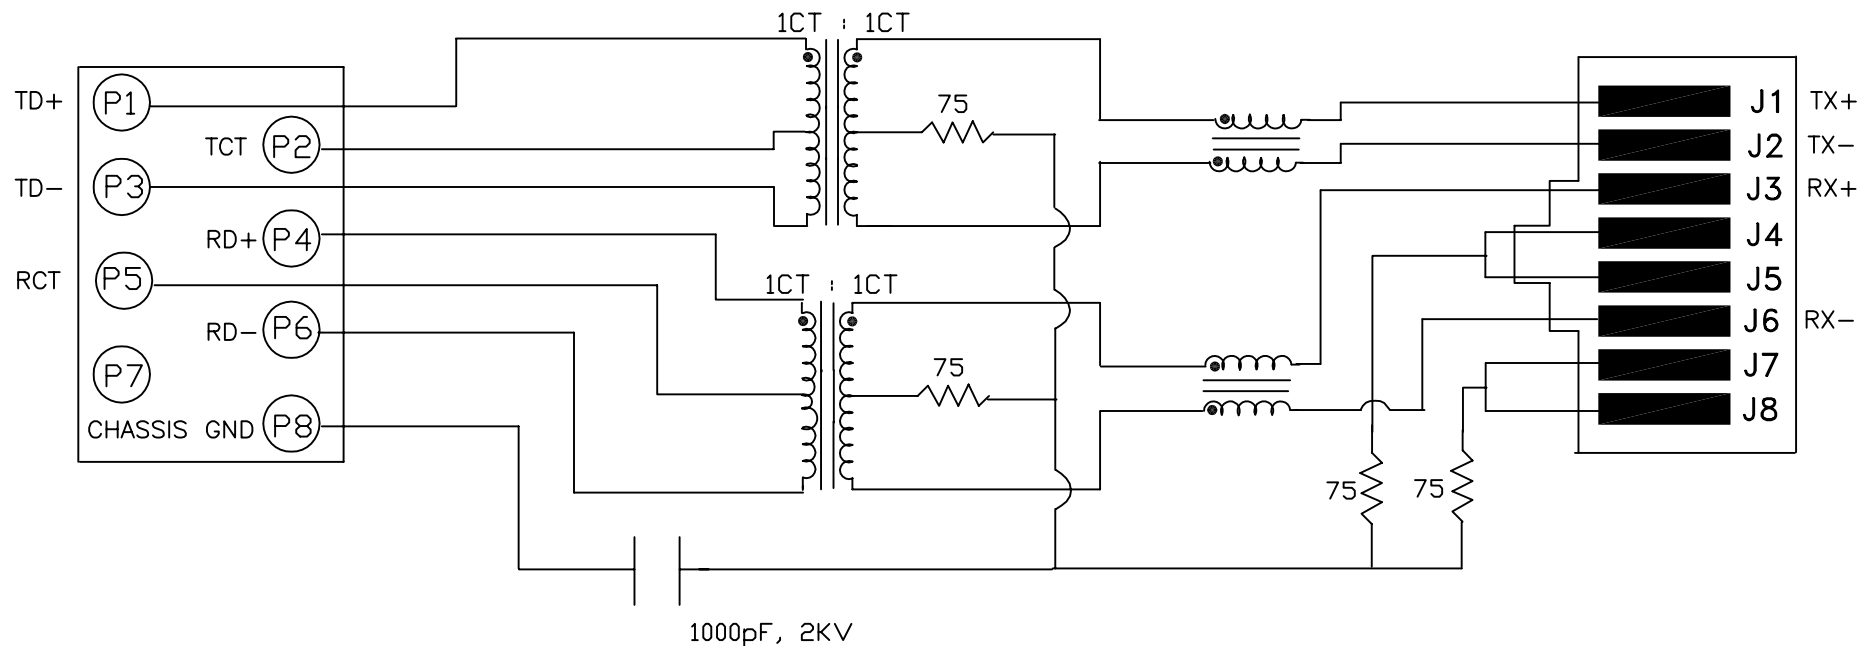 1CT : 1CT
TD+ P1
TCT P2
TD- P3
RD+ P4
RCT P5
RD- P6
P7
CHASSIS GND P8
75
1CT : 1CT
75
75
75
1000pF, 2KV
J1 TX+
J2 TX-
J3 RX+
J4
J5
J6 RX-
J7
J8